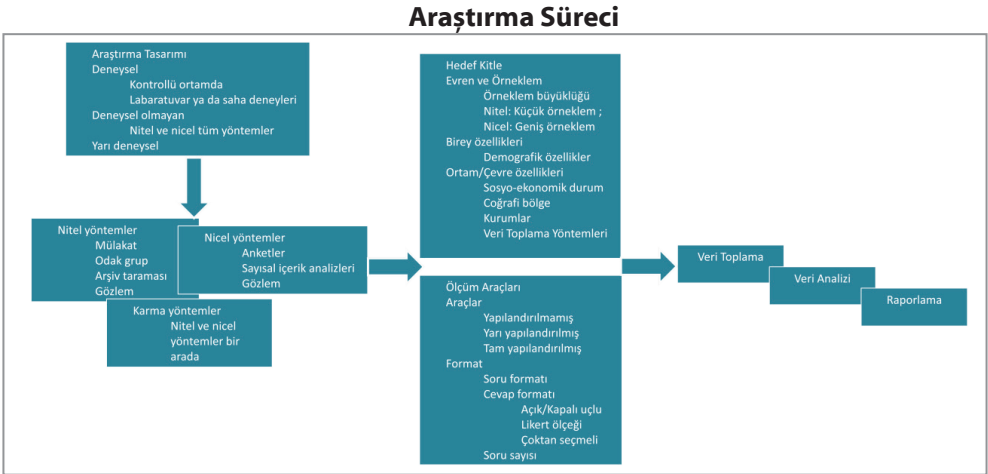 Araştırma Süreci
Araştırma Tasarımı
Deneysel
Kontrollü ortamda
Labaratuvar ya da saha deneyleri
Deneysel olmayan
Nitel ve nicel tüm yöntemler
Yarı deneysel
Nitel yöntemler
Mülakat
Odak grup
Arşiv taraması
Gözlem
Nicel yöntemler
Anketler
Sayısal içerik analizleri
Gözlem
Karma yöntemler
Nitel ve nicel
yöntemler bir
arada
Hedef Kitle
Evren ve Örneklem
Örneklem büyüklüğü
Nitel: Küçük örneklem ;
Nicel: Geniş örneklem
Birey özellikleri
Demografik özellikler
Ortam/Çevre özellikleri
Sosyo-ekonomik durum
Coğrafi bölge
Kurumlar
Veri Toplama Yöntemleri
Ölçüm Araçları
Araçlar
Yapılandırılmamış
Yarı yapılandırılmış
Tam yapılandırılmış
Format
Soru formatı
Cevap formatı
Açık/Kapalı uçlu
Likert ölçeği
Çoktan seçmeli
Soru sayısı
Veri Toplama
Veri Analizi
Raporlama